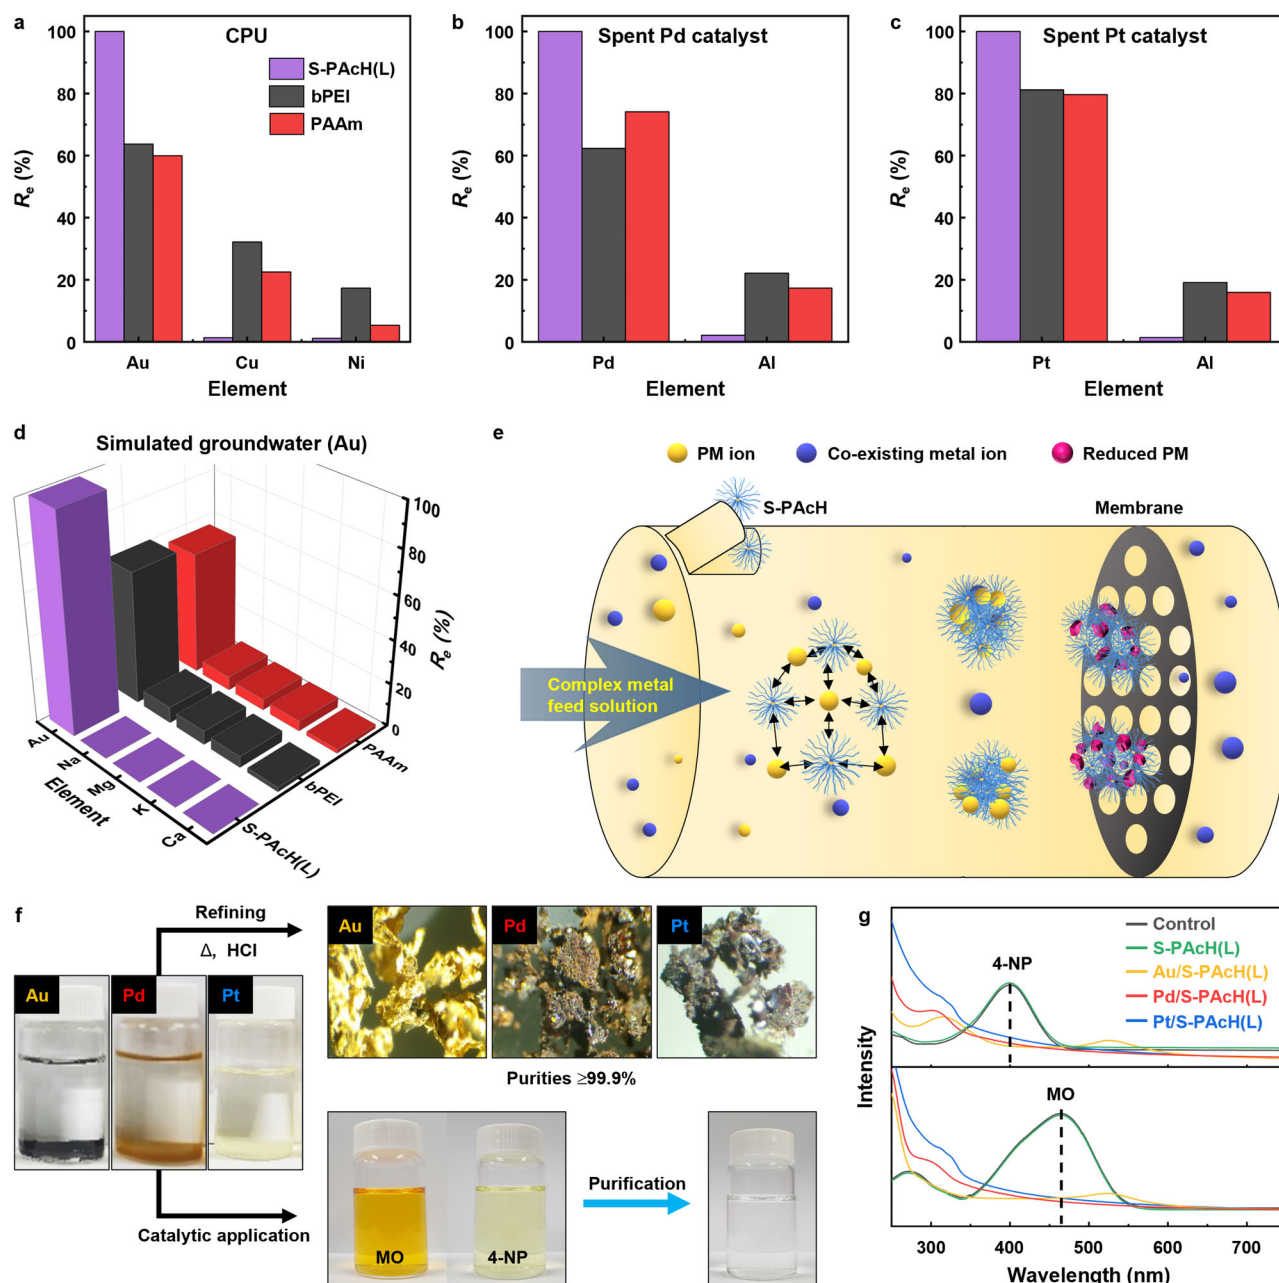 a
CPU
S-PAcH(L)
bPEI
PAAm
100
80
60
40
20
0
Rₑ (%)
Au
Cu
Ni
Element
b
Spent Pd catalyst
100
80
60
40
20
0
Rₑ (%)
Pd
Al
Element
c
Spent Pt catalyst
100
80
60
40
20
0
Rₑ (%)
Pt
Al
Element
d
Simulated groundwater (Au)
100
80
60
40
20
0
Rₑ (%)
Au
Na
Mg
K
Ca
Element
PAAm
bPEI
S-PAcH(L)
e
PM ion
Co-existing metal ion
Reduced PM
S-PAcH
Membrane
Complex metal
feed solution
f
Refining
Δ, HCl
Au
Pd
Pt
Au
Pd
Pt
Purities ≥99.9%
Catalytic application
MO
4-NP
Purification
g
Control
S-PAcH(L)
Au/S-PAcH(L)
Pd/S-PAcH(L)
Pt/S-PAcH(L)
4-NP
MO
Intensity
300
400
500
600
700
Wavelength (nm)